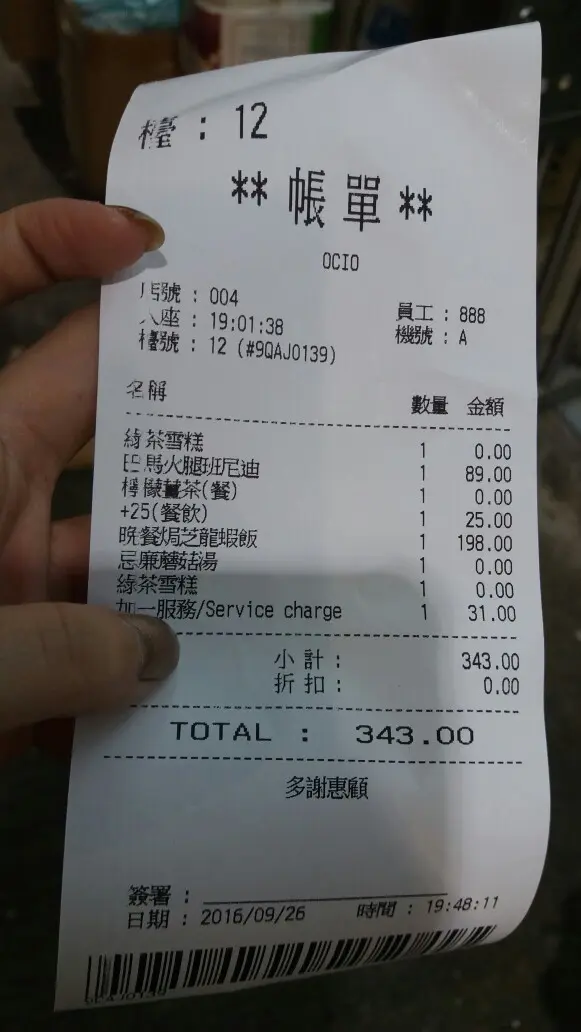 檯 : 12
** 帳 單 **
OCIO
店號 : 004 員工 : 888
入座 : 19:01:38 機號 : A
檯號 : 12 (#9QAJ0139)
名稱 數量 金額
綠茶雪糕 1 0.00
巴馬火腿班尼迪 1 89.00
檸檬薑茶(餐) 1 0.00
+25(餐飲) 1 25.00
晚餐焗芝龍蝦飯 1 198.00
忌廉蘑菇湯 1 0.00
綠茶雪糕 1 0.00
加一服務/Service charge 1 31.00
小 計 : 343.00
折 扣 : 0.00
TOTAL : 343.00
多謝惠顧
簽署 :
日期 : 2016/09/26 時間 : 19:48:11